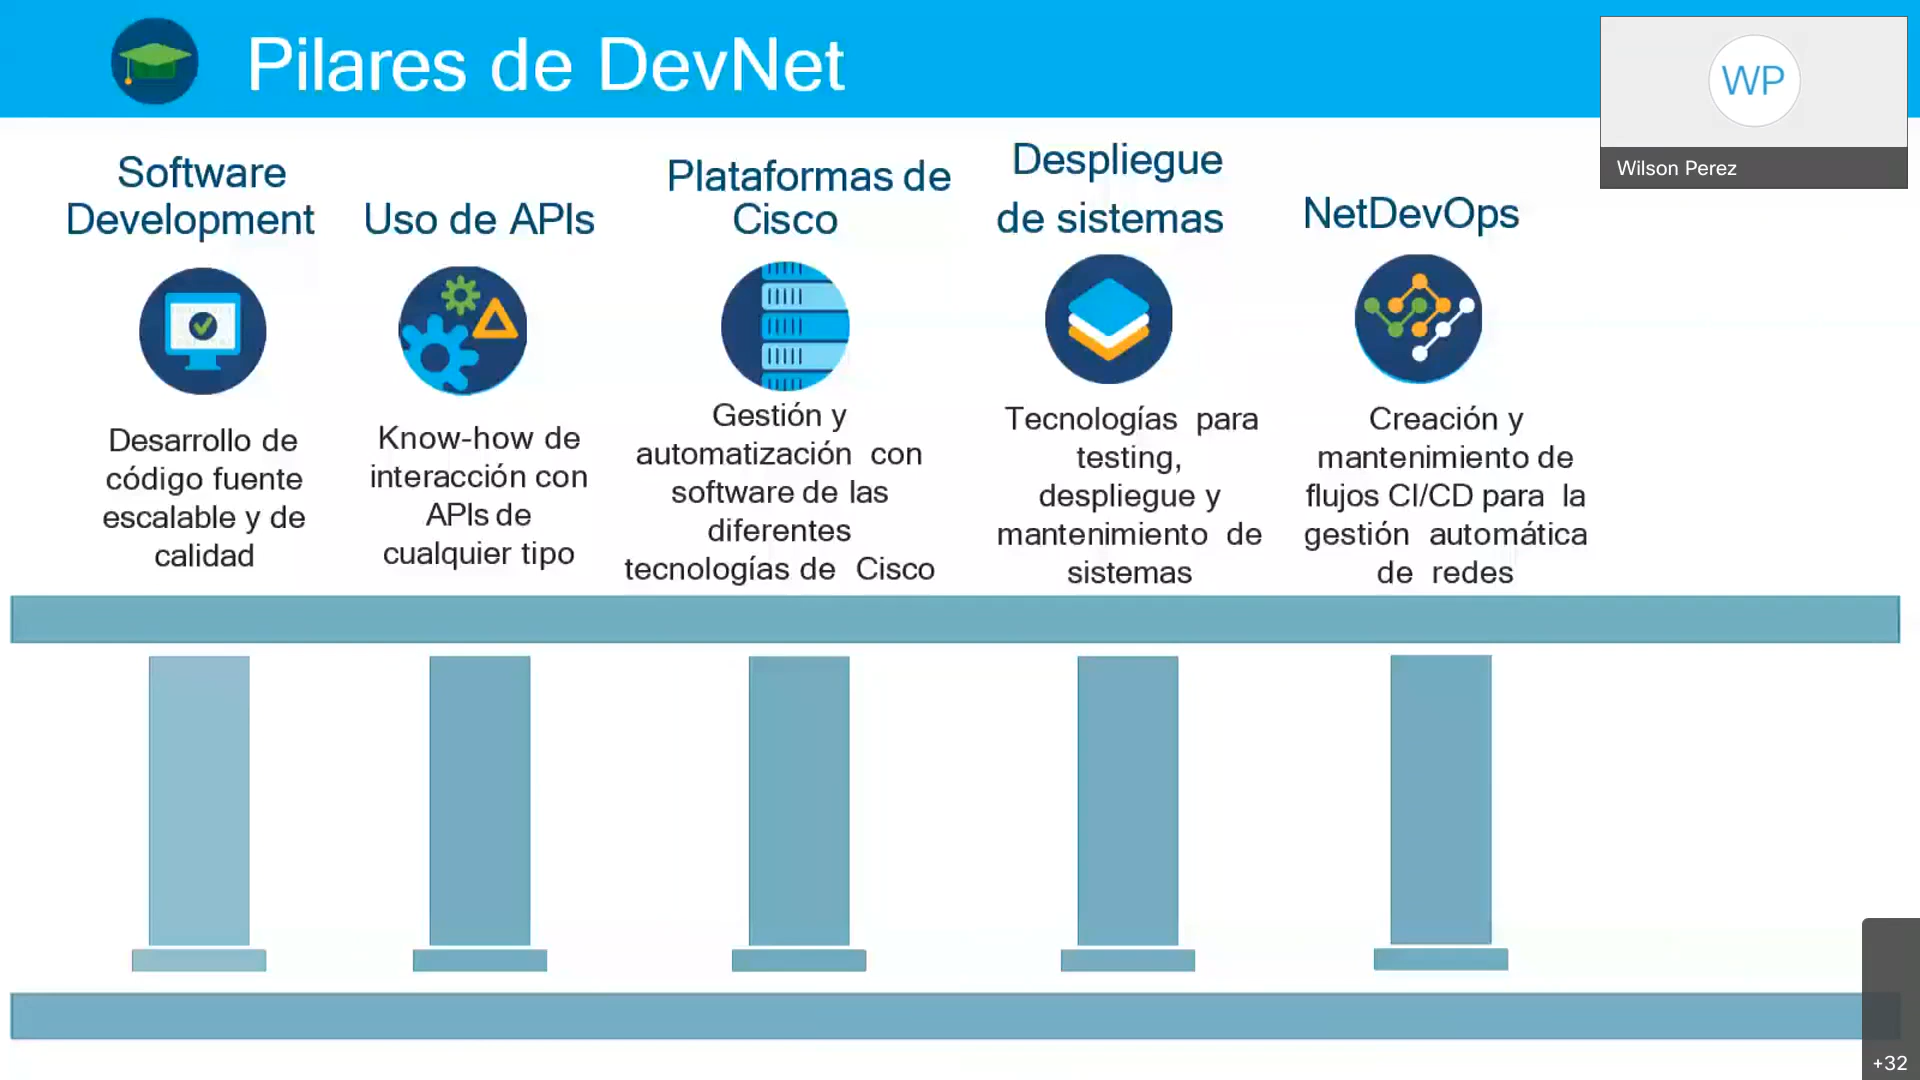 Pilares de DevNet
WP
Wilson Perez
Software
Development
Desarrollo de
código fuente
escalable y de
calidad
Uso de APIs
Know-how de
interacción con
APIs de
cualquier tipo
Plataformas de
Cisco
Gestión y
automatización con
software de las
diferentes
tecnologías de Cisco
Despliegue
de sistemas
Tecnologías para
testing,
despliegue y
mantenimiento de
sistemas
NetDevOps
Creación y
mantenimiento de
flujos CI/CD para la
gestión automática
de redes
+32